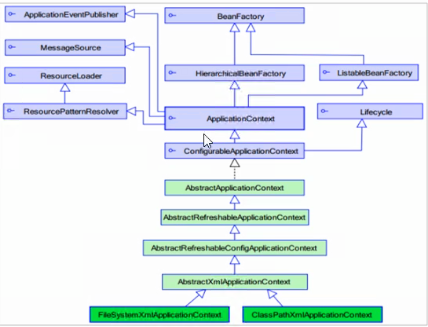 ApplicationEventPublisher
BeanFactory
MessageSource
ResourceLoader
HierarchicalBeanFactory
ListableBeanFactory
ResourcePatternResolver
ApplicationContext
Lifecycle
ConfigurableApplicationContext
AbstractApplicationContext
AbstractRefreshableApplicationContext
AbstractRefreshableConfigApplicationContext
AbstractXmlApplicationContext
FileSystemXmlApplicationContext
ClassPathXmlApplicationContext